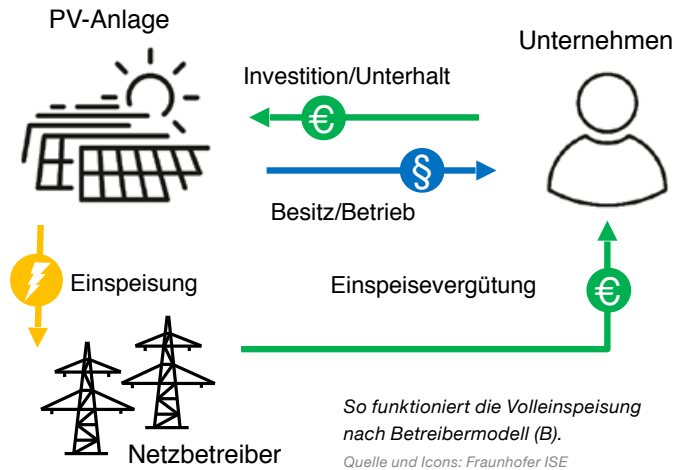 PV-Anlage
Unternehmen
Investition/Unterhalt
€
§
Besitz/Betrieb
Einspeisung
Einspeisevergütung
€
Netzbetreiber
So funktioniert die Volleinspeisung
nach Betreibermodell (B).
Quelle und Icons: Fraunhofer ISE